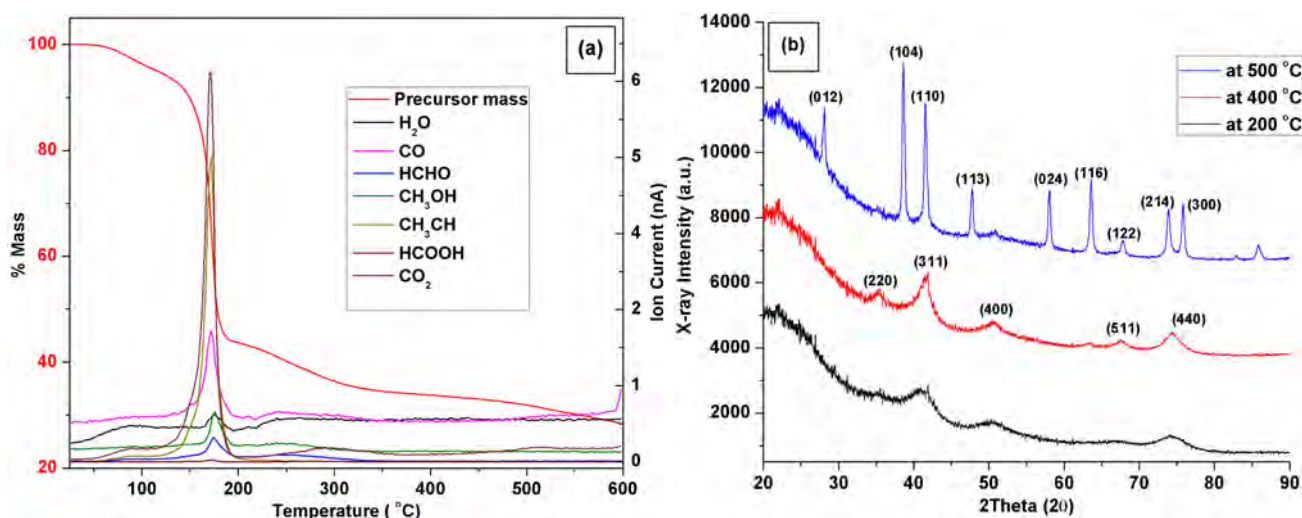 (a)
100
80
60
40
20
% Mass
100
200
300
400
500
600
Temperature ( °C)
6
5
4
3
2
1
0
Ion Current (nA)
Precursor mass
H₂O
CO
HCHO
CH₃OH
CH₃CH
HCOOH
CO₂
(b)
14000
12000
10000
8000
6000
4000
2000
X-ray Intensity (a.u.)
20
30
40
50
60
70
80
90
2Theta (2θ)
at 500 °C
at 400 °C
at 200 °C
(012)
(104)
(110)
(113)
(024)
(116)
(122)
(214)
(300)
(220)
(311)
(400)
(511)
(440)